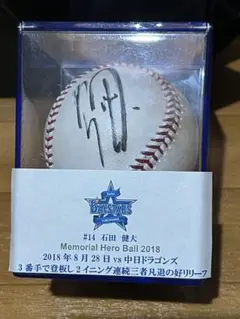 BAYSTARS
#14 石田 健大
Memorial Hero Ball 2018
2018年8月28日 vs 中日ドラゴンズ
3番手で登板し2イニング連続三者凡退の好リリーフ